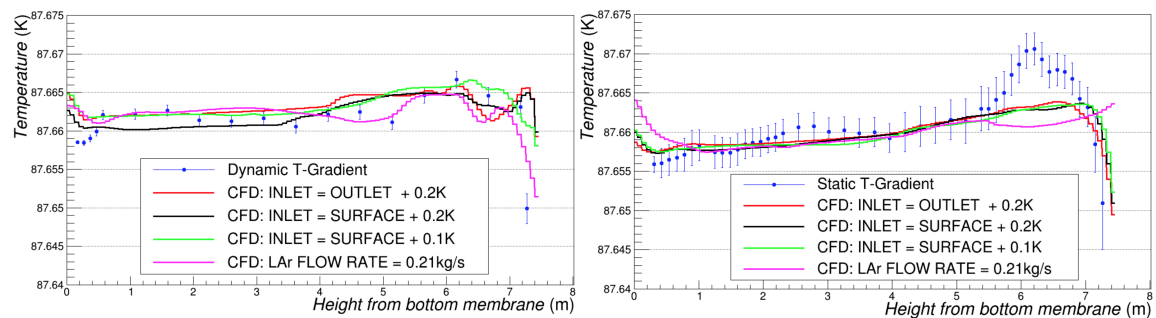 Temperature (K)
87.675
87.67
87.665
87.66
87.655
87.65
87.645
87.64
0 1 2 3 4 5 6 7 8
Height from bottom membrane (m)
Dynamic T-Gradient
CFD: INLET = OUTLET + 0.2K
CFD: INLET = SURFACE + 0.2K
CFD: INLET = SURFACE + 0.1K
CFD: LAr FLOW RATE = 0.21kg/s
Temperature (K)
87.675
87.67
87.665
87.66
87.655
87.65
87.645
87.64
0 1 2 3 4 5 6 7 8
Height from bottom membrane (m)
Static T-Gradient
CFD: INLET = OUTLET + 0.2K
CFD: INLET = SURFACE + 0.2K
CFD: INLET = SURFACE + 0.1K
CFD: LAr FLOW RATE = 0.21kg/s